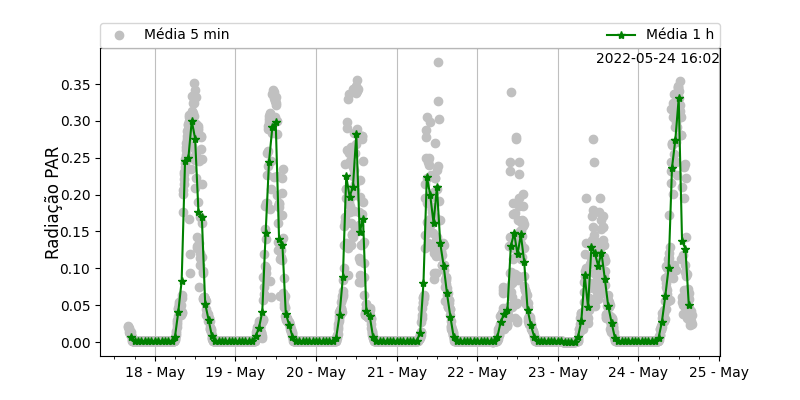 Média 5 min
Média 1 h
2022-05-24 16:02
Radiação PAR
0.35
0.30
0.25
0.20
0.15
0.10
0.05
0.00
18 - May
19 - May
20 - May
21 - May
22 - May
23 - May
24 - May
25 - May